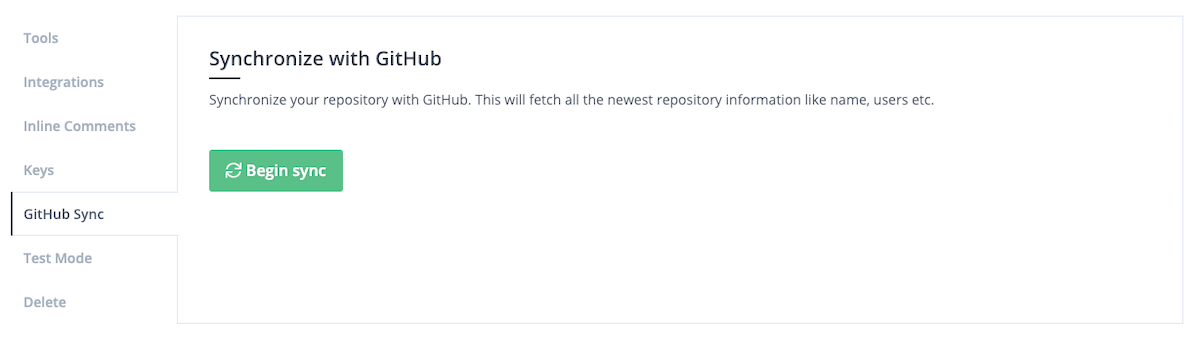 Tools
Integrations
Inline Comments
Keys
GitHub Sync
Test Mode
Delete
Synchronize with GitHub
Synchronize your repository with GitHub. This will fetch all the newest repository information like name, users etc.
Begin sync